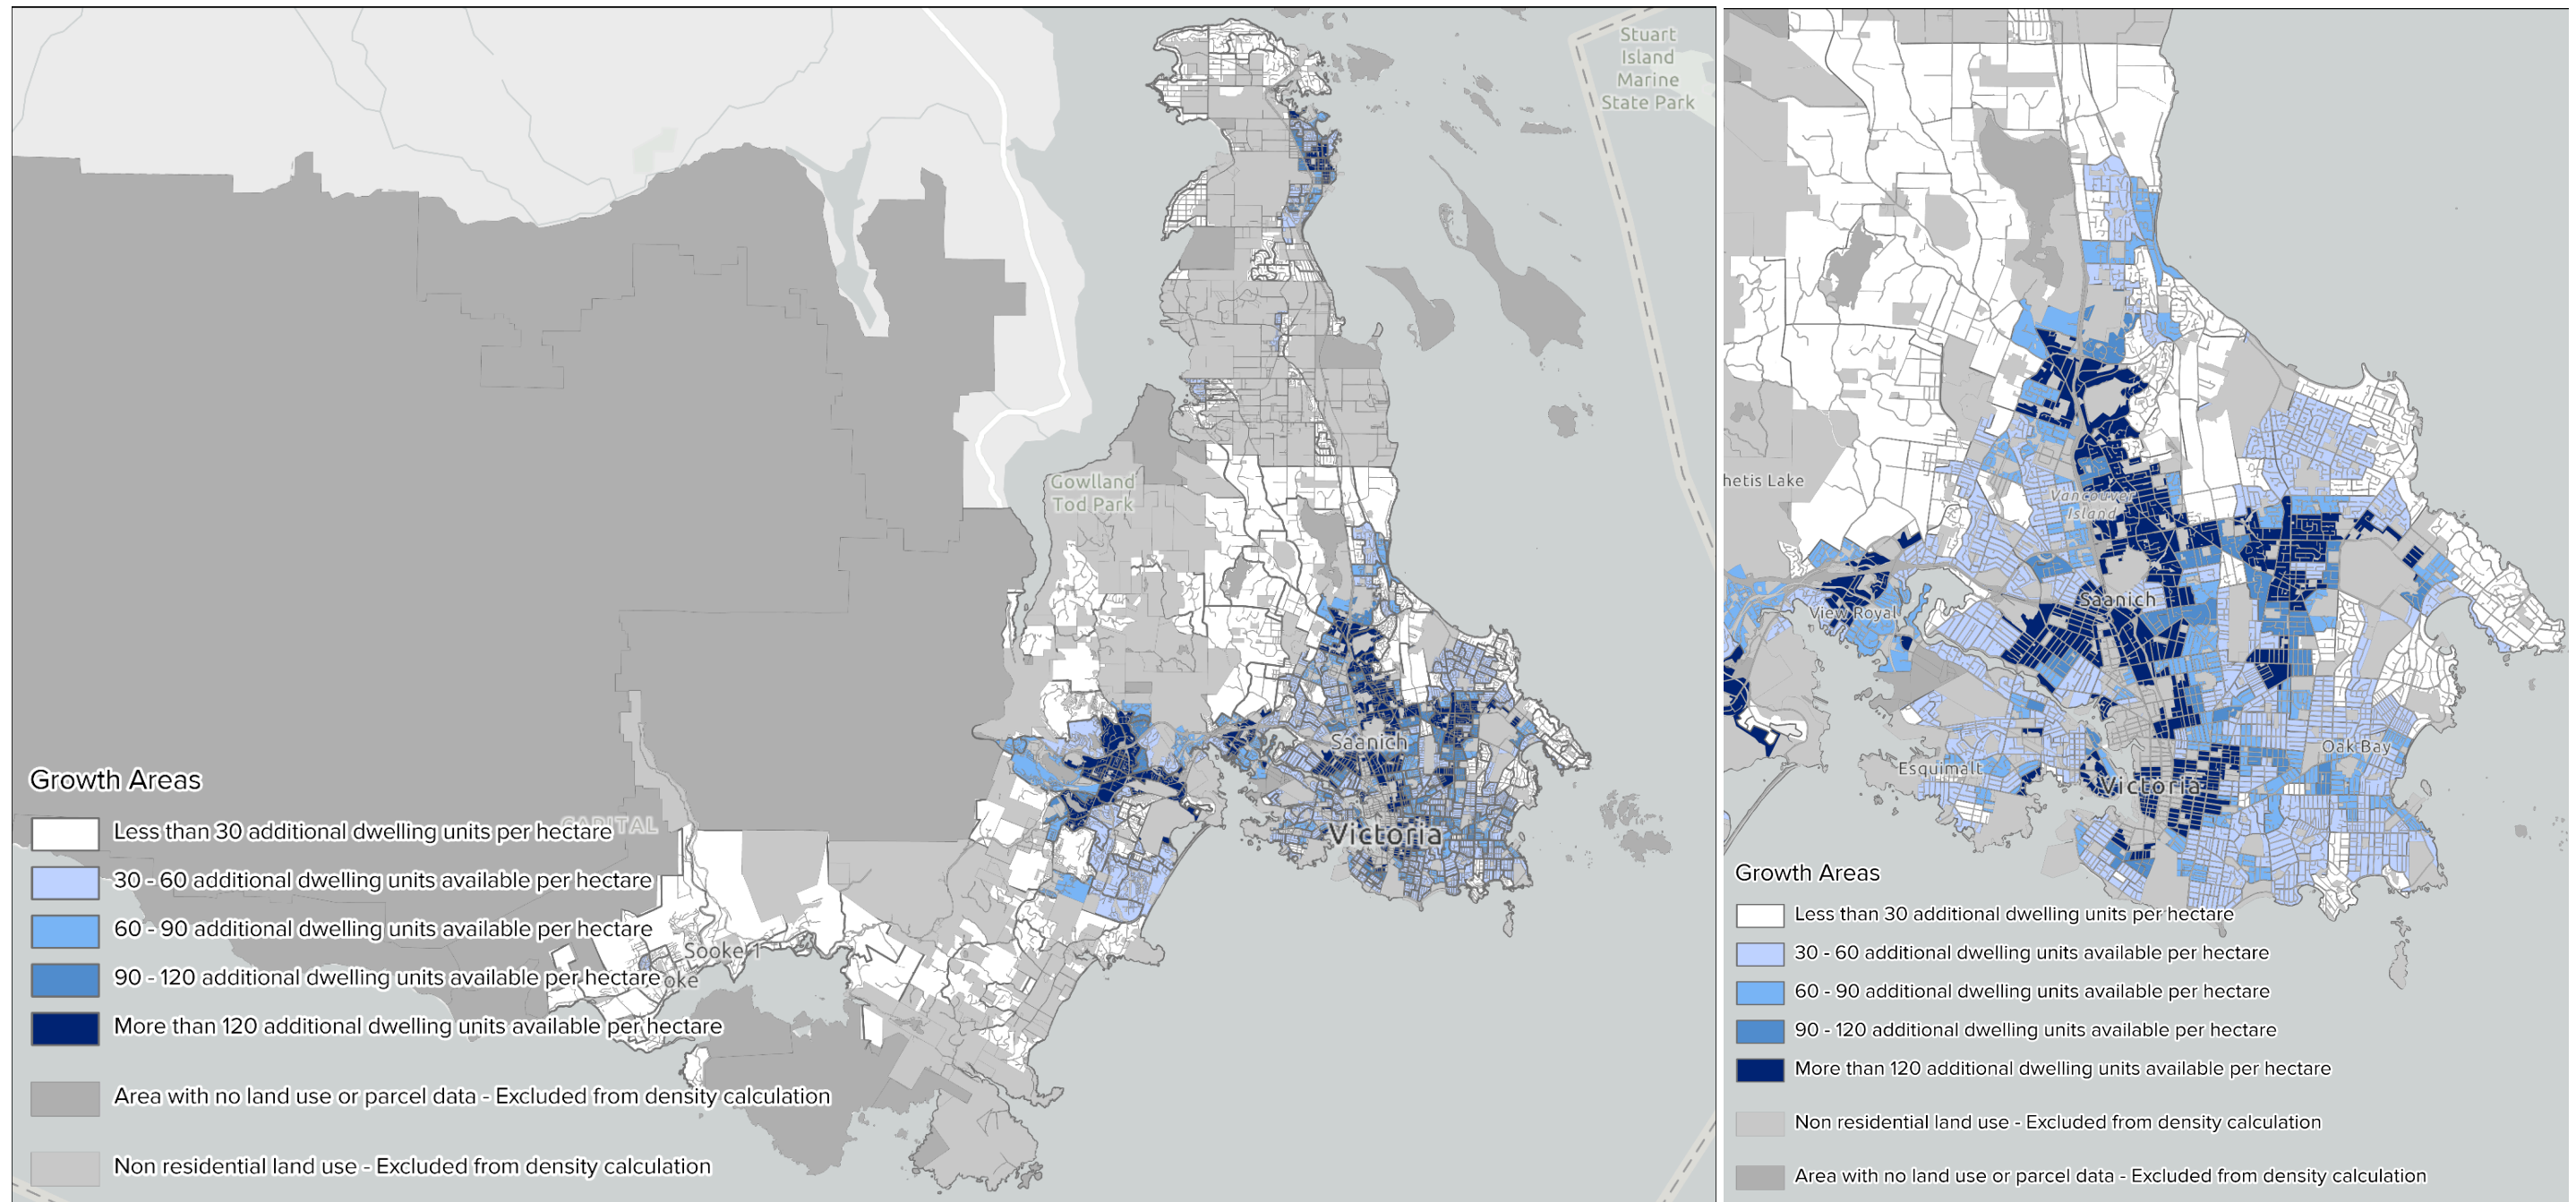 Stuart
Island
Marine
State Park
Gowlland
Tod Park
Saanich
Victoria
CAPITAL
Sooke 1
oke
Growth Areas
Less than 30 additional dwelling units per hectare
30 - 60 additional dwelling units available per hectare
60 - 90 additional dwelling units available per hectare
90 - 120 additional dwelling units available per hectare
More than 120 additional dwelling units available per hectare
Area with no land use or parcel data - Excluded from density calculation
Non residential land use - Excluded from density calculation
hetis Lake
Vancouver
Island
Saanich
View Royal
Oak Bay
Esquimalt
Victoria
Growth Areas
Less than 30 additional dwelling units per hectare
30 - 60 additional dwelling units available per hectare
60 - 90 additional dwelling units available per hectare
90 - 120 additional dwelling units available per hectare
More than 120 additional dwelling units available per hectare
Non residential land use - Excluded from density calculation
Area with no land use or parcel data - Excluded from density calculation